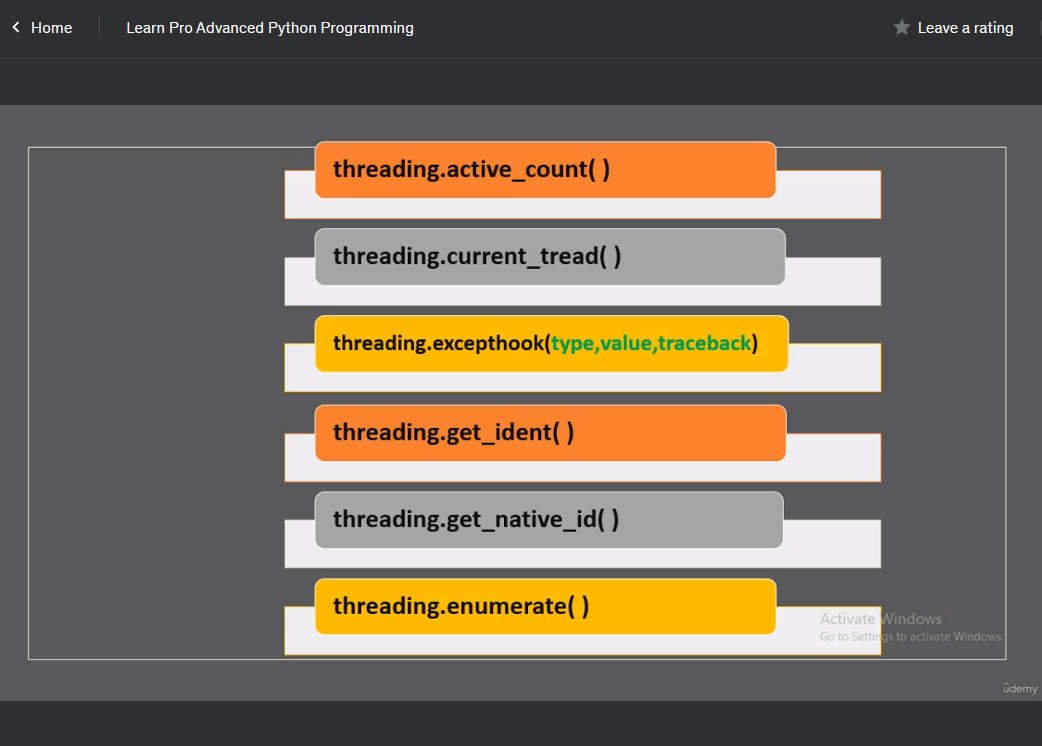 Home
Learn Pro Advanced Python Programming
Leave a rating
threading.active_count( )
threading.current_tread( )
threading.excepthook(type,value,traceback)
threading.get_ident( )
threading.get_native_id( )
threading.enumerate( )
Activate Windows
Go to Settings to activate Windows.
ûdemy